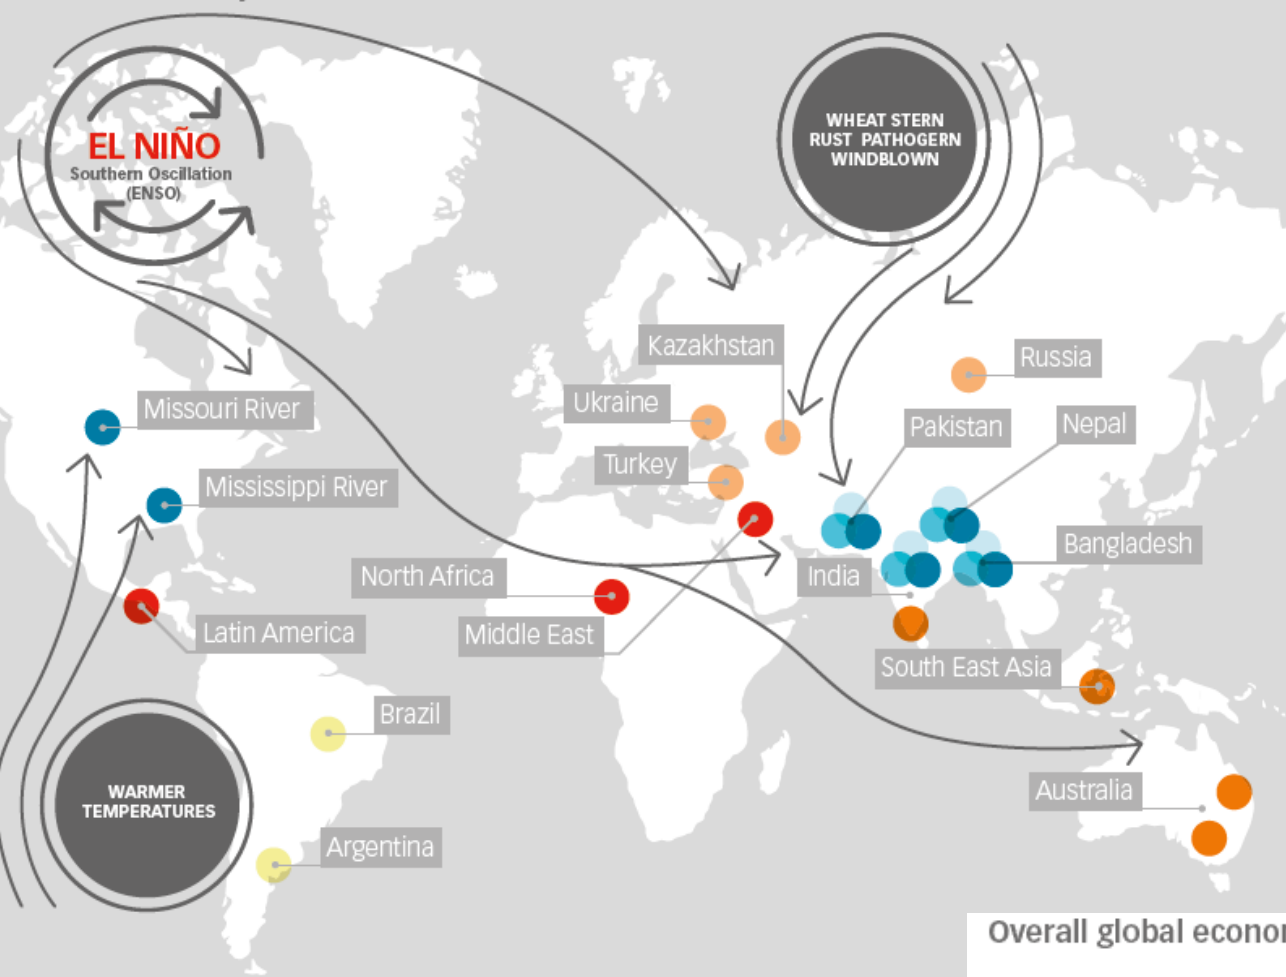 EL NIÑO
Southern Oscillation
(ENSO)
WHEAT STERN
RUST PATHOGERN
WINDBLOWN
Kazakhstan
Russia
Ukraine
Pakistan
Nepal
Missouri River
Turkey
Mississippi River
Bangladesh
North Africa
India
Latin America
Middle East
South East Asia
Brazil
WARMER
TEMPERATURES
Australia
Argentina
Overall global econo